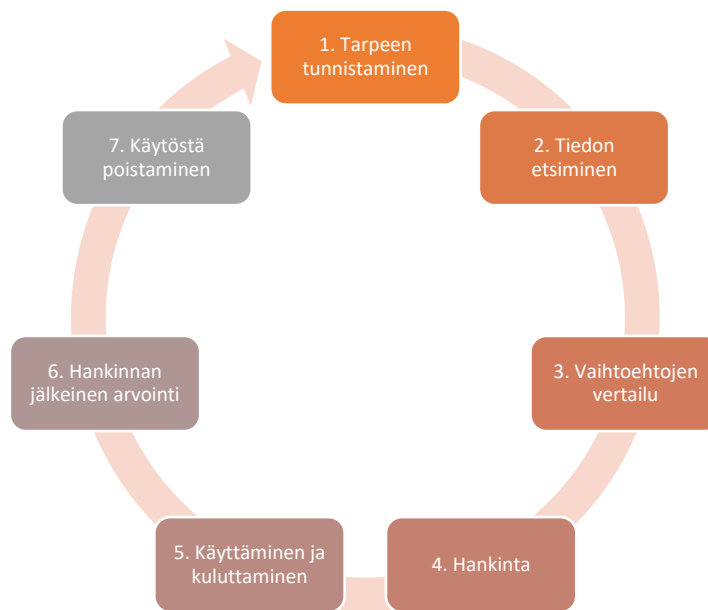 1. Tarpeen
tunnistaminen
2. Tiedon
etsiminen
3. Vaihtoehtojen
vertailu
4. Hankinta
5. Käyttäminen ja
kuluttaminen
6. Hankinnan
jälkeinen arvointi
7. Käytöstä
poistaminen